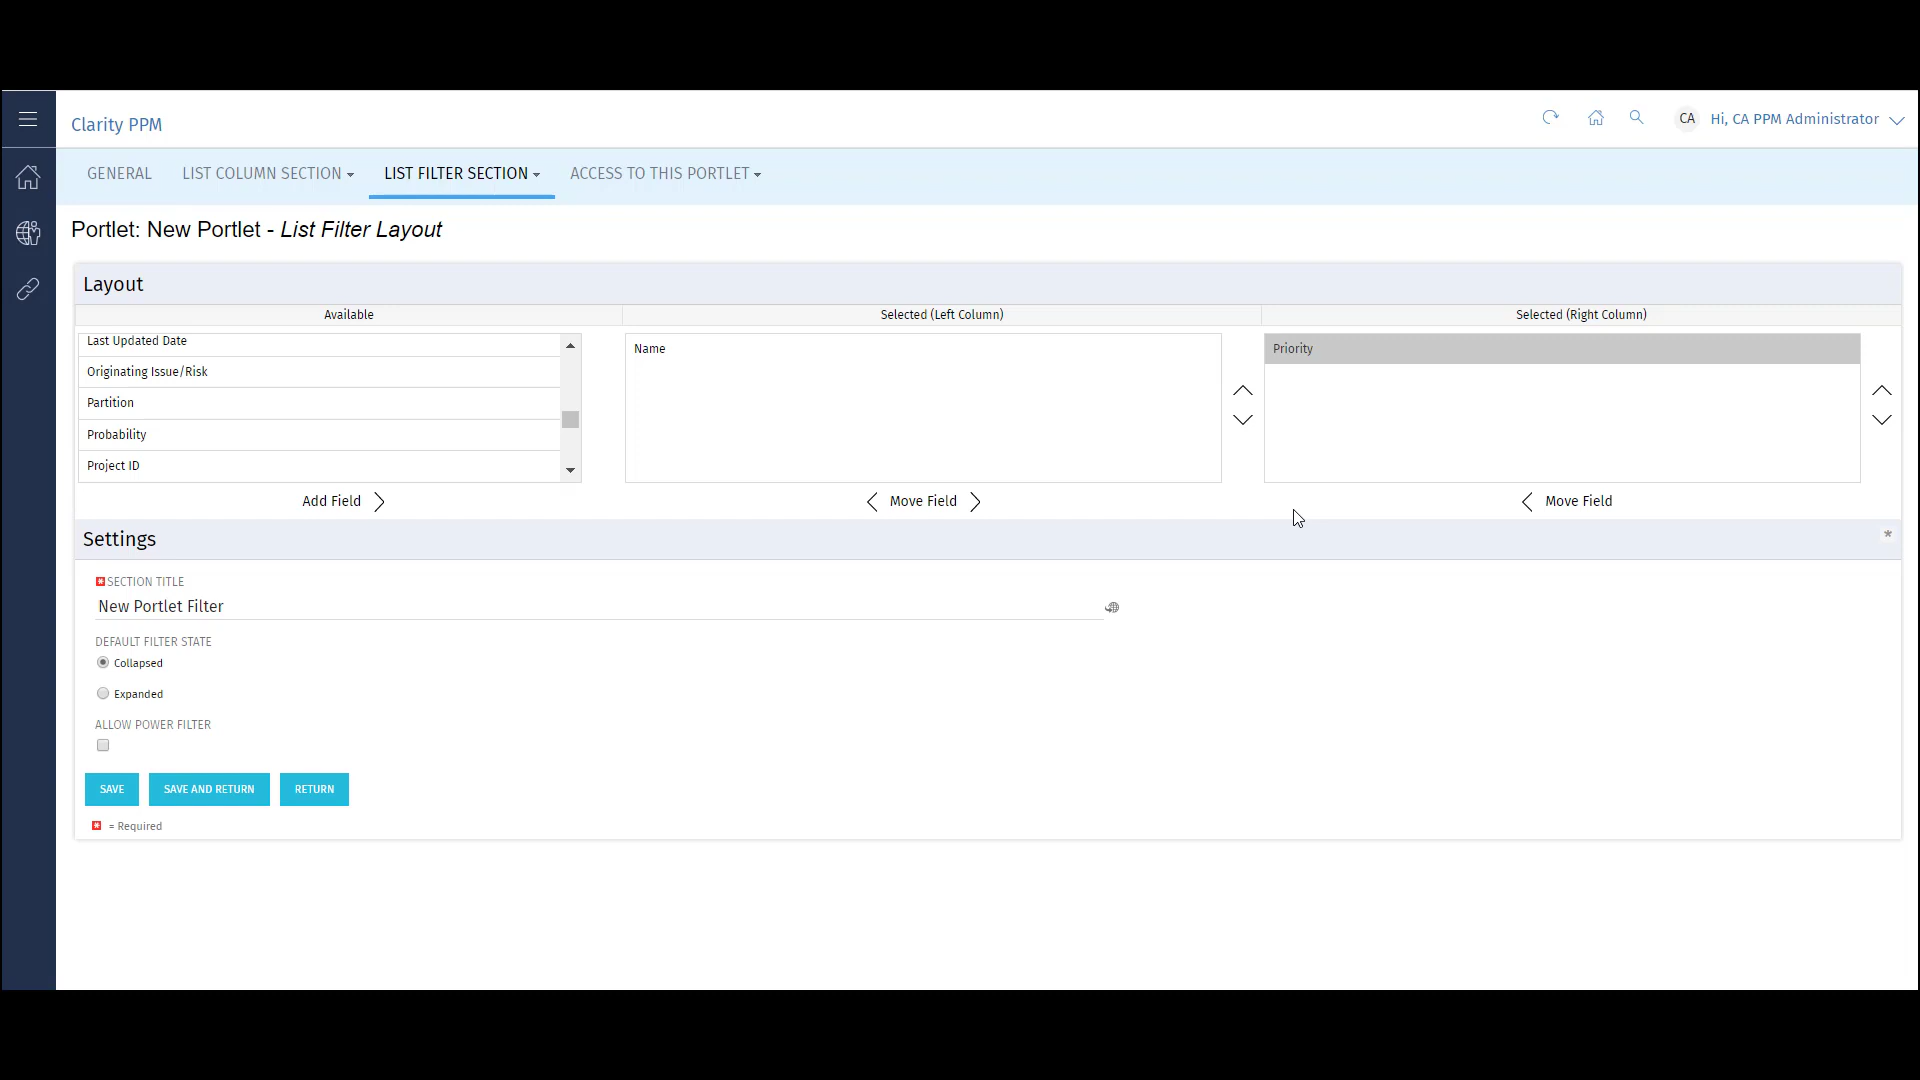 Clarity PPM
CA Hi, CA PPM Administrator
GENERAL LIST COLUMN SECTION LIST FILTER SECTION ACCESS TO THIS PORTLET
Portlet: New Portlet - List Filter Layout
Layout
Available Selected (Left Column) Selected (Right Column)
Last Updated Date
Originating Issue/Risk
Partition
Probability
Project ID
Name
Priority
Add Field Move Field Move Field
Settings
*
SECTION TITLE
New Portlet Filter
DEFAULT FILTER STATE
Collapsed
Expanded
ALLOW POWER FILTER
SAVE SAVE AND RETURN RETURN
= Required